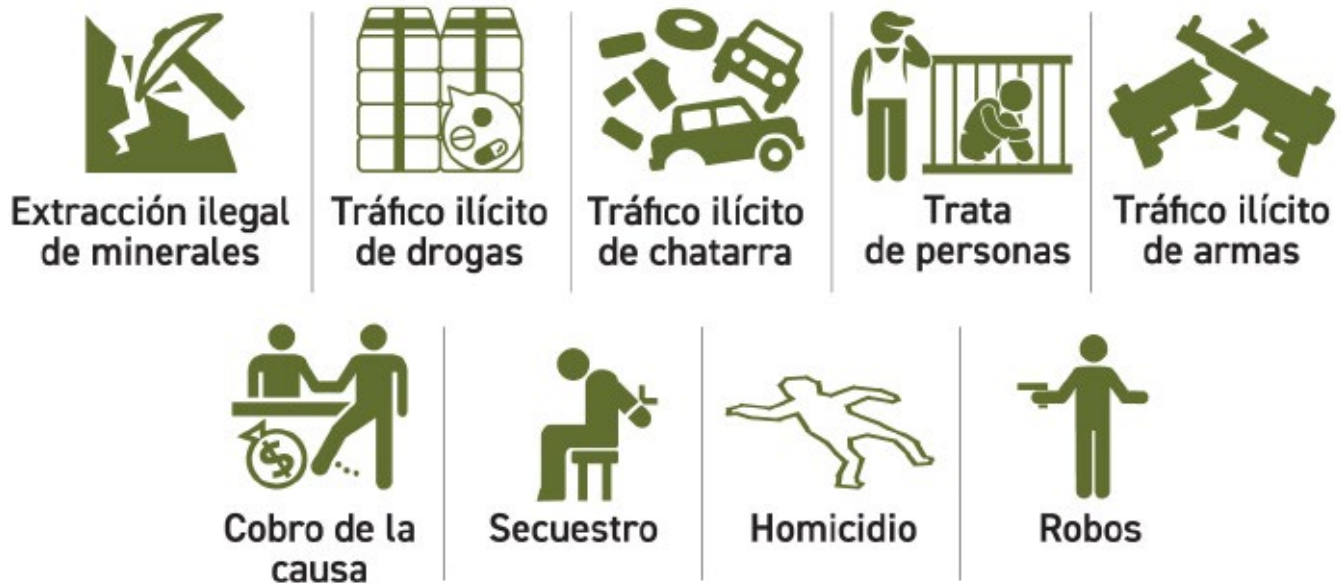 Extracción ilegal
de minerales
Tráfico ilícito
de drogas
Tráfico ilícito
de chatarra
Trata
de personas
Tráfico ilícito
de armas
$
Cobro de la
causa
Secuestro
Homicidio
Robos